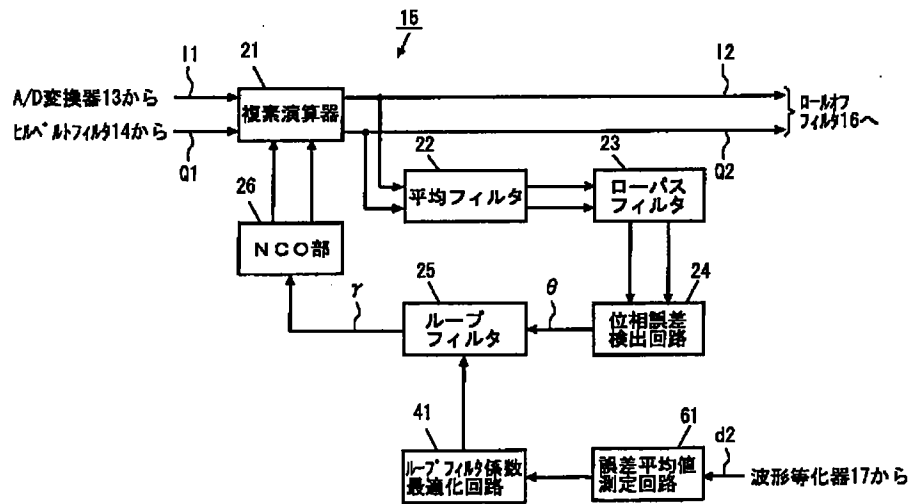 15
I1
21
I2
A/D変換器13から
複素演算器
ロールオフ
フィルタ16へ
ﾋﾙﾍﾞﾙﾄフィルタ14から
Q1
Q2
22
23
26
平均フィルタ
ローパス
フィルタ
NCO部
γ
25
θ
24
ループ
フィルタ
位相誤差
検出回路
41
61
d2
ﾙｰﾌﾟフィルタ係数
最適化回路
誤差平均値
測定回路
波形等化器17から